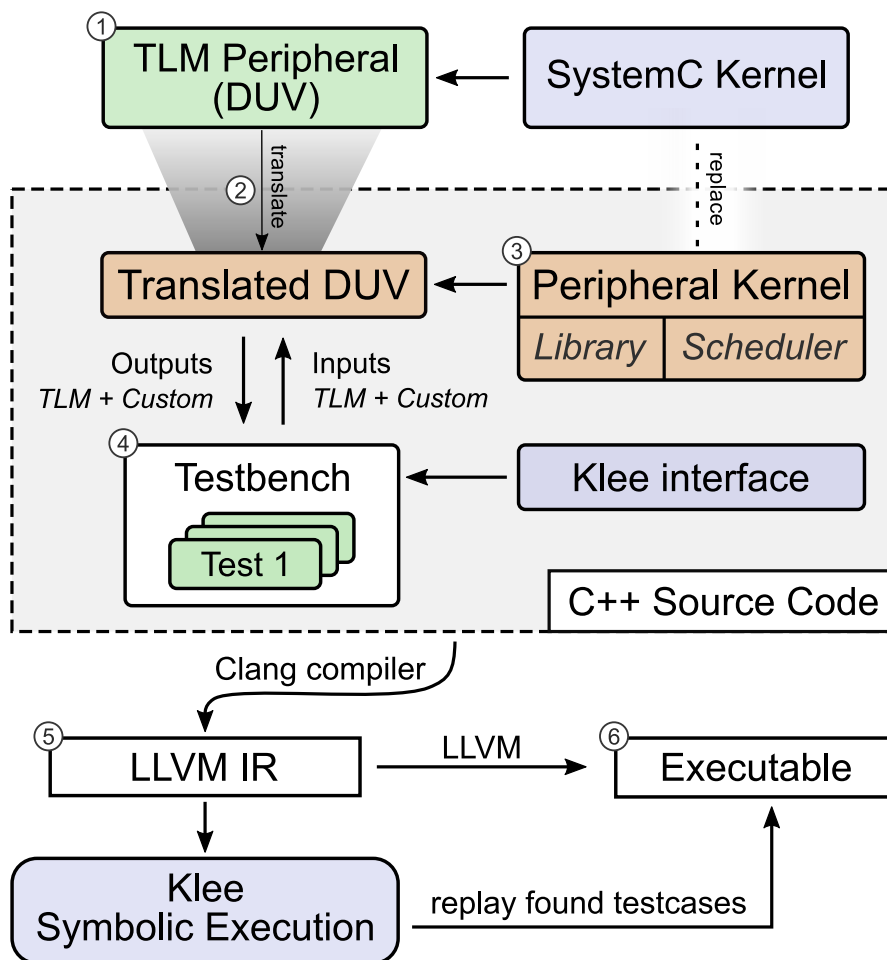 1
TLM Peripheral
(DUV)
SystemC Kernel
2
translate
replace
Translated DUV
3
Peripheral Kernel
Library
Scheduler
Outputs
TLM + Custom
Inputs
TLM + Custom
4
Testbench
Test 1
Klee interface
C++ Source Code
Clang compiler
5
LLVM IR
LLVM
6
Executable
Klee
Symbolic Execution
replay found testcases